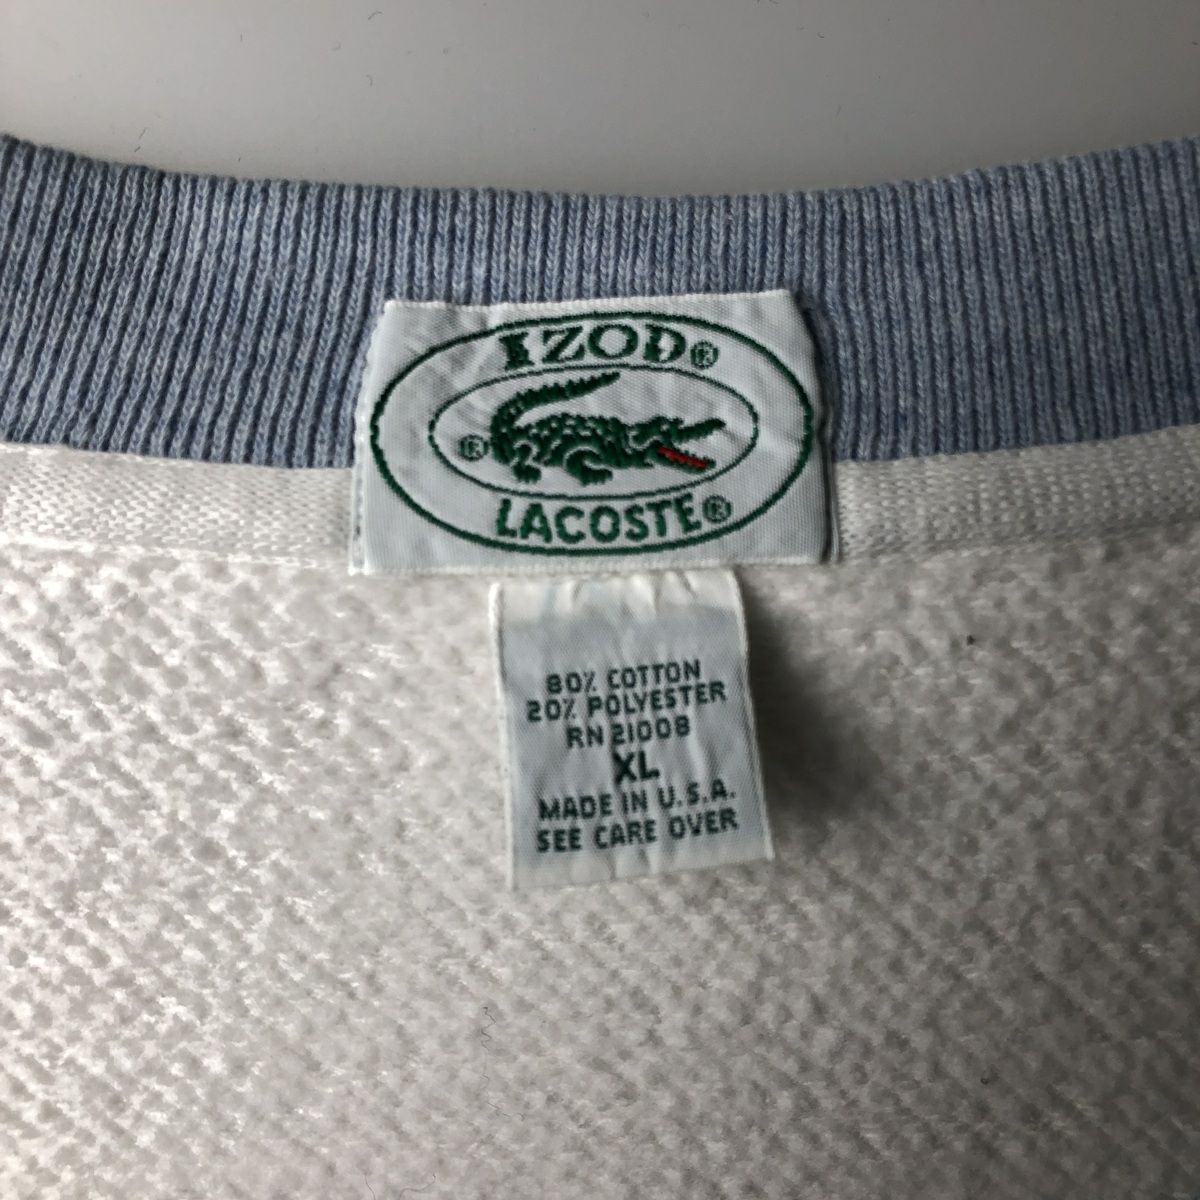 IZOD®
®
LACOSTE®
80% COTTON
20% POLYESTER
RN 21008
XL
MADE IN U.S.A.
SEE CARE OVER